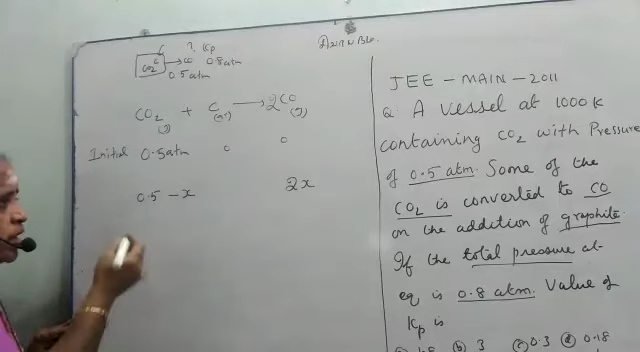 ? Kp
CO2 → CO 0.8 atm
0.5 atm
CO2 (g) + C (s) → 2CO (g)
Initial 0.5 atm 0 0
0.5 - x 2x
JEE - MAIN - 2011
Q. A vessel at 1000 K
containing CO2 with Pressure
of 0.5 atm. Some of the
CO2 is converted to CO
on the addition of graphite.
If the total pressure at
eq is 0.8 atm. Value of
Kp is
(b) 3 (c) 0.3 (d) 0.18